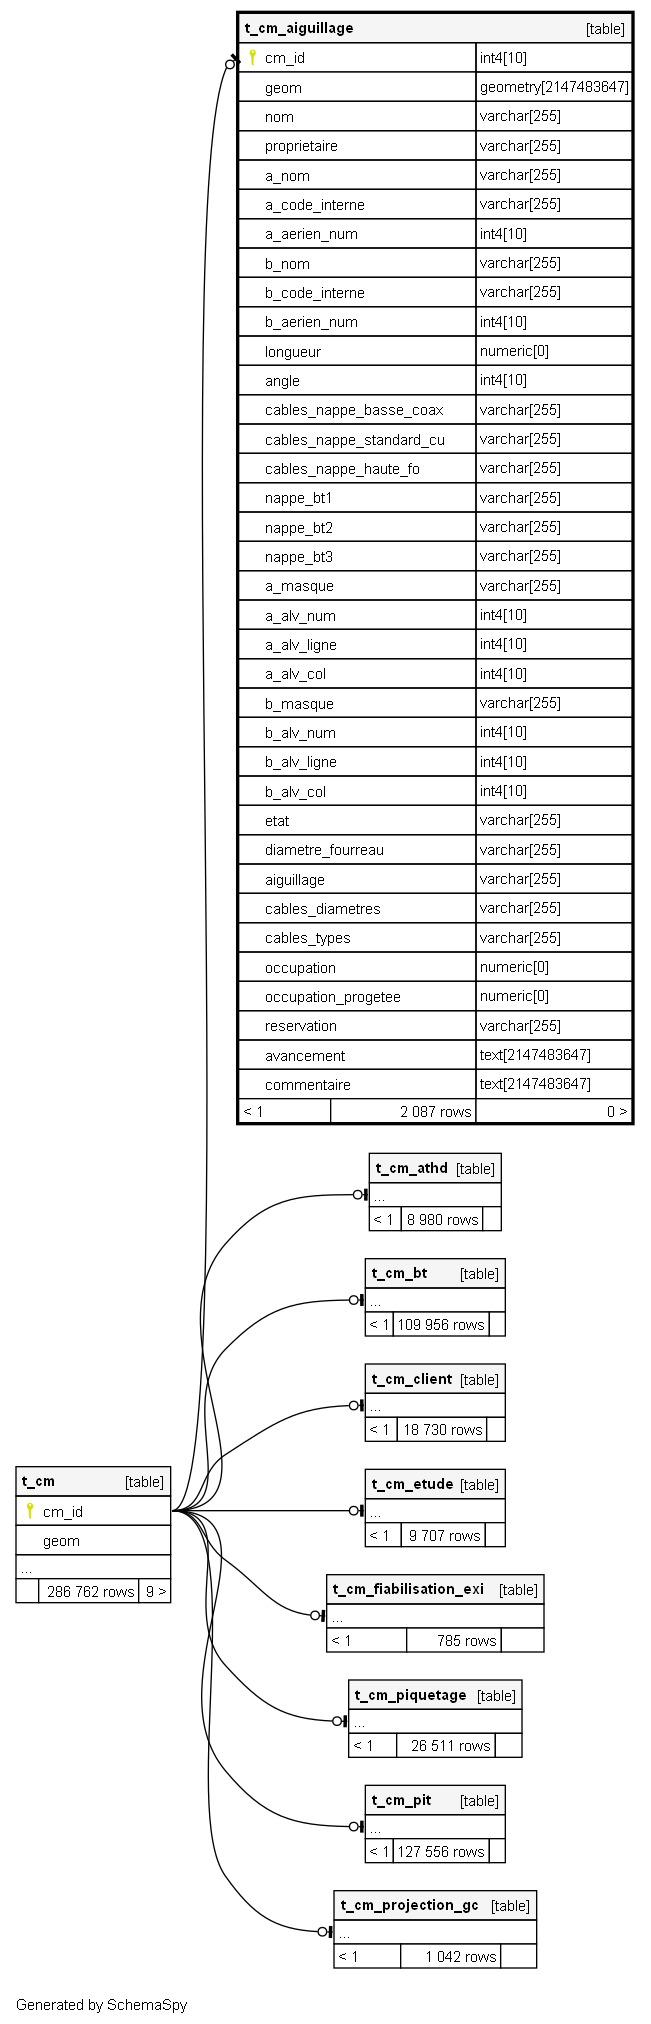 t_cm_aiguillage [table]
cm_id int4[10]
geom geometry[2147483647]
nom varchar[255]
proprietaire varchar[255]
a_nom varchar[255]
a_code_interne varchar[255]
a_aerien_num int4[10]
b_nom varchar[255]
b_code_interne varchar[255]
b_aerien_num int4[10]
longueur numeric[0]
angle int4[10]
cables_nappe_basse_coax varchar[255]
cables_nappe_standard_cu varchar[255]
cables_nappe_haute_fo varchar[255]
nappe_bt1 varchar[255]
nappe_bt2 varchar[255]
nappe_bt3 varchar[255]
a_masque varchar[255]
a_alv_num int4[10]
a_alv_ligne int4[10]
a_alv_col int4[10]
b_masque varchar[255]
b_alv_num int4[10]
b_alv_ligne int4[10]
b_alv_col int4[10]
etat varchar[255]
diametre_fourreau varchar[255]
aiguillage varchar[255]
cables_diametres varchar[255]
cables_types varchar[255]
occupation numeric[0]
occupation_progetee numeric[0]
reservation varchar[255]
avancement text[2147483647]
commentaire text[2147483647]
< 1 2 087 rows 0 >
t_cm_athd [table]
...
< 1 8 980 rows
t_cm_bt [table]
...
< 1 109 956 rows
t_cm_client [table]
...
< 1 18 730 rows
t_cm [table]
cm_id
geom
...
286 762 rows 9 >
t_cm_etude [table]
...
< 1 9 707 rows
t_cm_fiabilisation_exi [table]
...
< 1 785 rows
t_cm_piquetage [table]
...
< 1 26 511 rows
t_cm_pit [table]
...
< 1 127 556 rows
t_cm_projection_gc [table]
...
< 1 1 042 rows
Generated by SchemaSpy